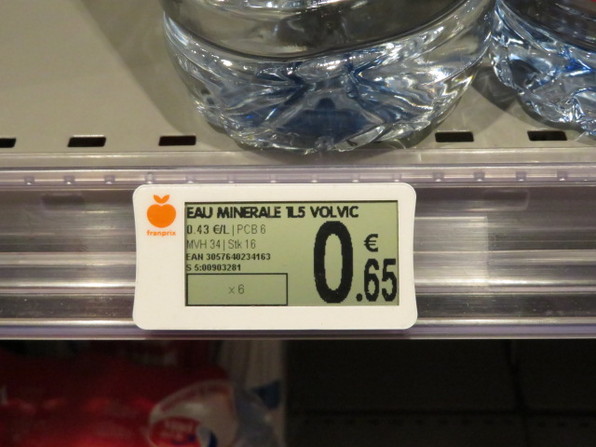 franprix
EAU MINERALE 1L5 VOLVIC
0.43 €/L | PCB 6
MVH 34 | Stk 16
EAN 3057640234163
S 5:00903281
x 6
0.65 €